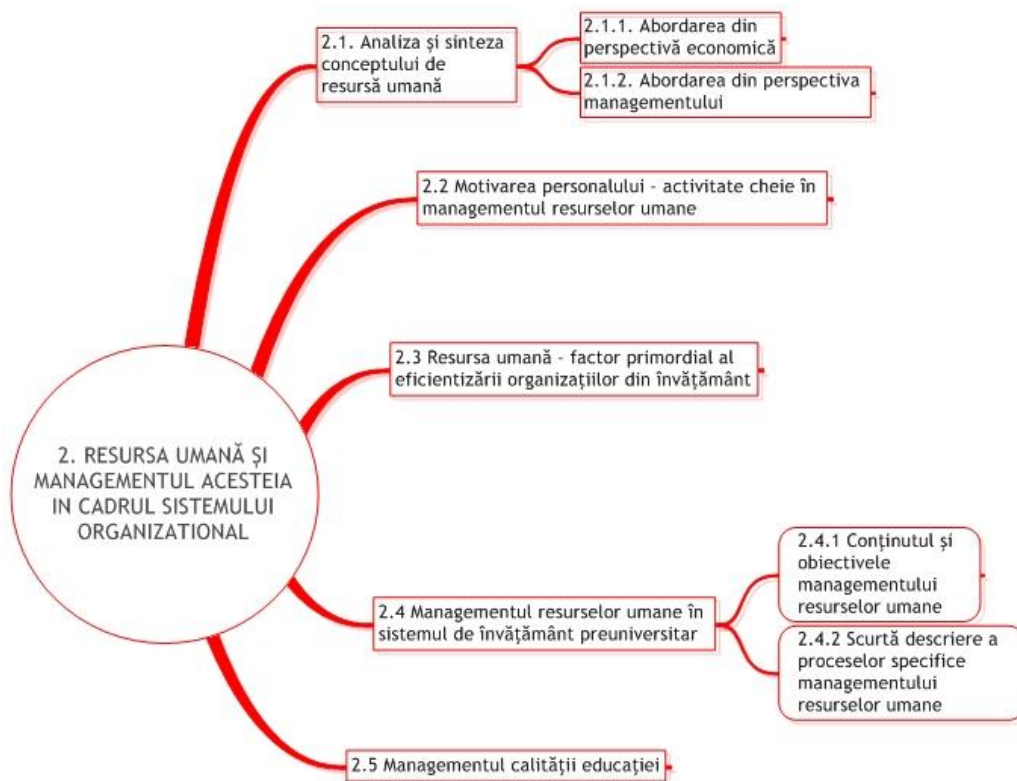 2. RESURSA UMANĂ ȘI
MANAGEMENTUL ACESTEIA
IN CADRUL SISTEMULUI
ORGANIZATIONAL
2.1. Analiza și sinteza
conceptului de
resursă umană
2.1.1. Abordarea din
perspectivă economică
2.1.2. Abordarea din perspectiva
managementului
2.2 Motivarea personalului - activitate cheie în
managementul resurselor umane
2.3 Resursa umană - factor primordial al
eficientizării organizațiilor din învățământ
2.4 Managementul resurselor umane în
sistemul de învățământ preuniversitar
2.4.1 Conținutul și
obiectivele
managementului
resurselor umane
2.4.2 Scurtă descriere a
proceselor specifice
managementului
resurselor umane
2.5 Managementul calității educației